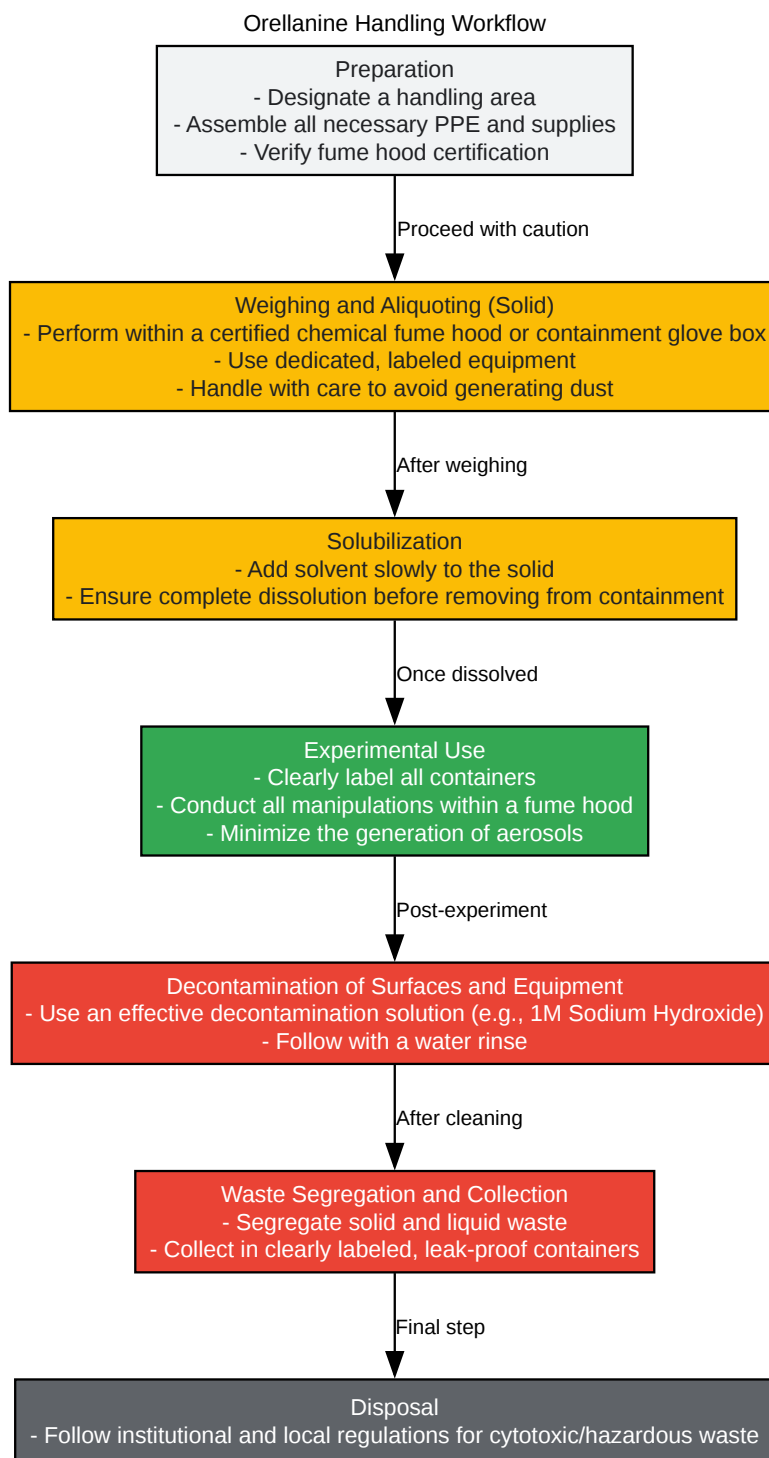 Orellanine Handling Workflow
Preparation
- Designate a handling area
- Assemble all necessary PPE and supplies
- Verify fume hood certification
Proceed with caution
Weighing and Aliquoting (Solid)
- Perform within a certified chemical fume hood or containment glove box
- Use dedicated, labeled equipment
- Handle with care to avoid generating dust
After weighing
Solubilization
- Add solvent slowly to the solid
- Ensure complete dissolution before removing from containment
Once dissolved
Experimental Use
- Clearly label all containers
- Conduct all manipulations within a fume hood
- Minimize the generation of aerosols
Post-experiment
Decontamination of Surfaces and Equipment
- Use an effective decontamination solution (e.g., 1M Sodium Hydroxide)
- Follow with a water rinse
After cleaning
Waste Segregation and Collection
- Segregate solid and liquid waste
- Collect in clearly labeled, leak-proof containers
Final step
Disposal
- Follow institutional and local regulations for cytotoxic/hazardous waste